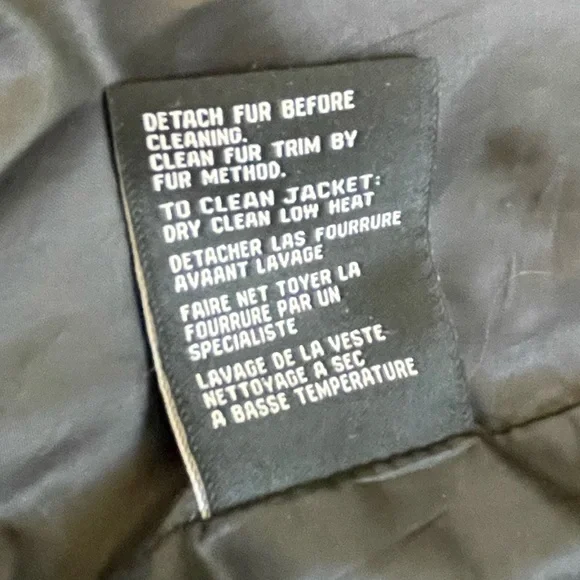 DETACH FUR BEFORE
CLEANING.
CLEAN FUR TRIM BY
FUR METHOD.
TO CLEAN JACKET:
DRY CLEAN LOW HEAT
DETACHER LAS FOURRURE
AVAANT LAVAGE
FAIRE NET TOYER LA
FOURRURE PAR UN
SPECIALISTE
LAVAGE DE LA VESTE
NETTOYAGE A SEC
A BASSE TEMPERATURE